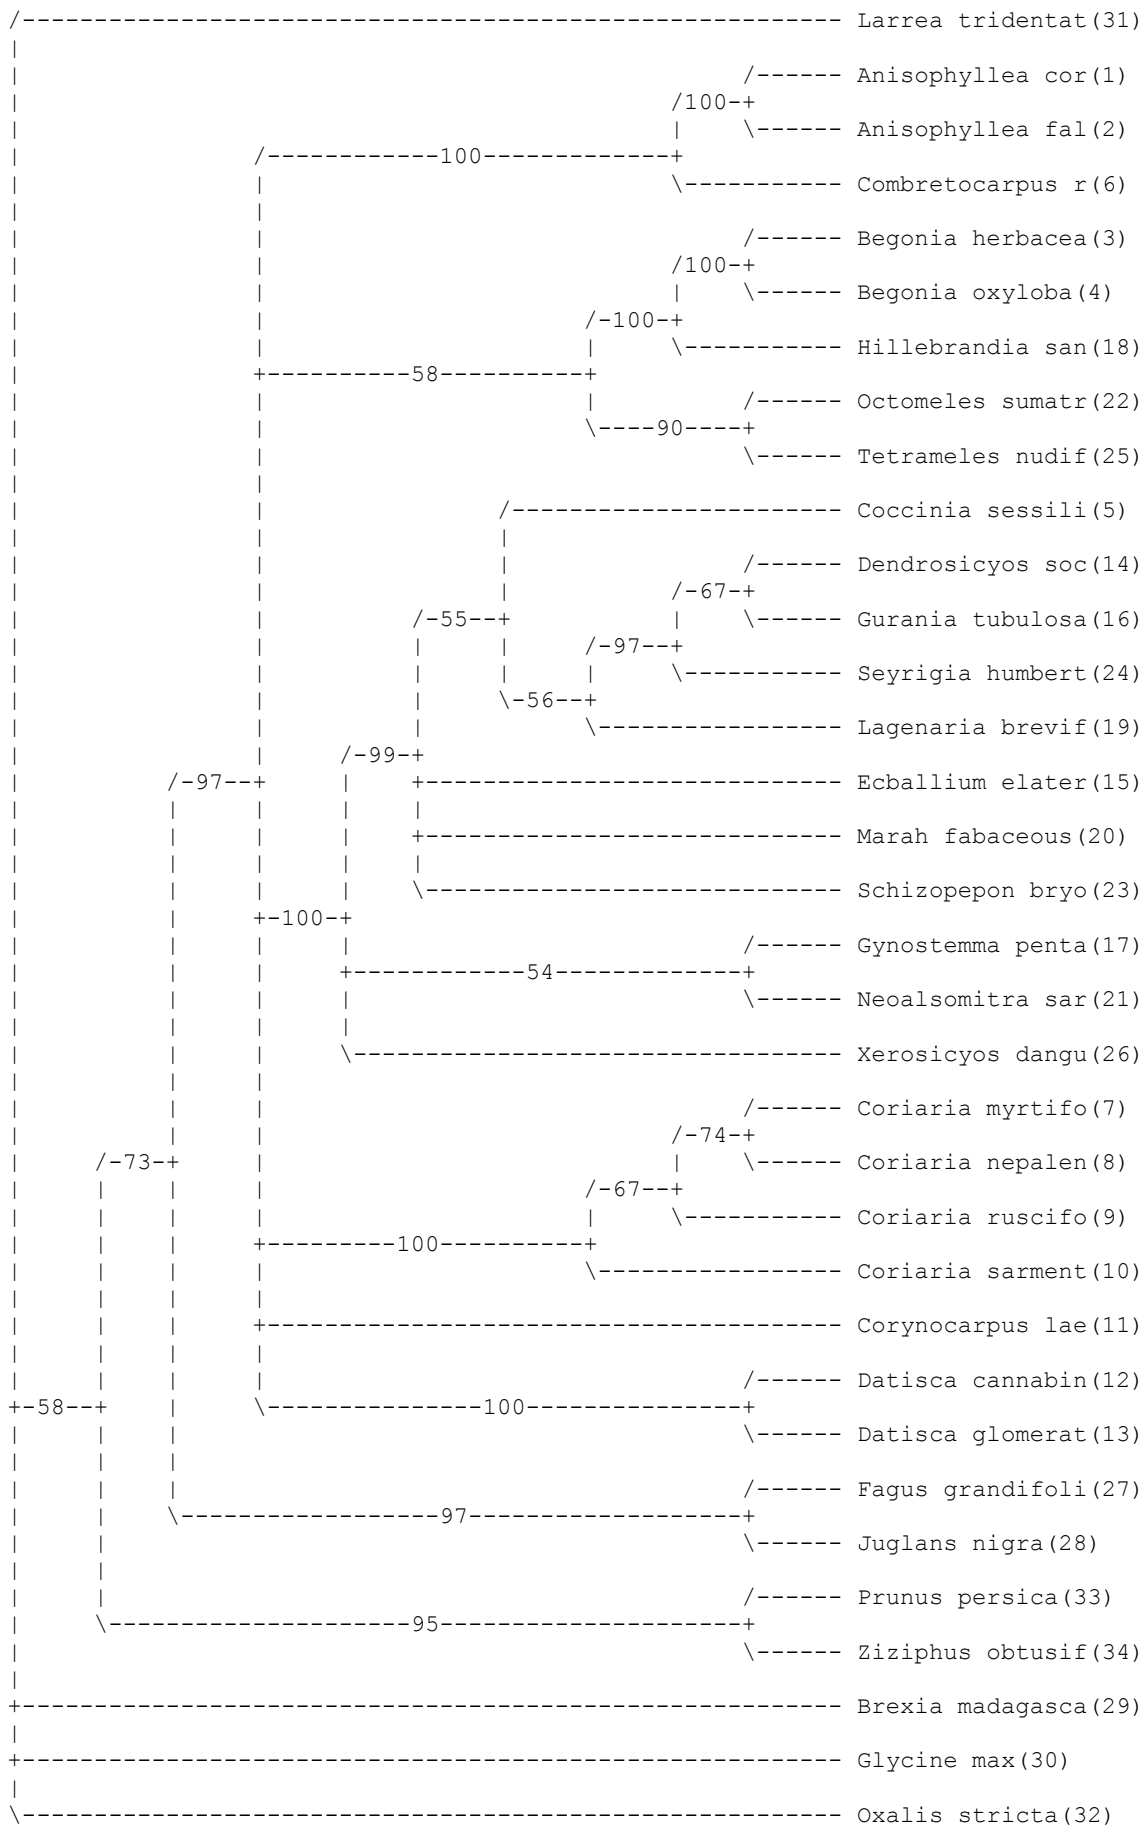 Larrea tridentat(31)
Anisophyllea cor(1)
100
Anisophyllea fal(2)
100
Combretocarpus r(6)
Begonia herbacea(3)
100
Begonia oxyloba(4)
100
Hillebrandia san(18)
58
Octomeles sumatr(22)
90
Tetrameles nudif(25)
Coccinia sessili(5)
Dendrosicyos soc(14)
67
55
Gurania tubulosa(16)
97
Seyrigia humbert(24)
56
Lagenaria brevif(19)
99
97
Ecballium elater(15)
Marah fabaceous(20)
Schizopepon bryo(23)
100
Gynostemma penta(17)
54
Neoalsomitra sar(21)
Xerosicyos dangu(26)
Coriaria myrtifo(7)
74
73
Coriaria nepalen(8)
67
Coriaria ruscifo(9)
100
Coriaria sarment(10)
Corynocarpus lae(11)
Datisca cannabin(12)
58
100
Datisca glomerat(13)
Fagus grandifoli(27)
97
Juglans nigra(28)
Prunus persica(33)
95
Ziziphus obtusif(34)
Brexia madagasca(29)
Glycine max(30)
Oxalis stricta(32)